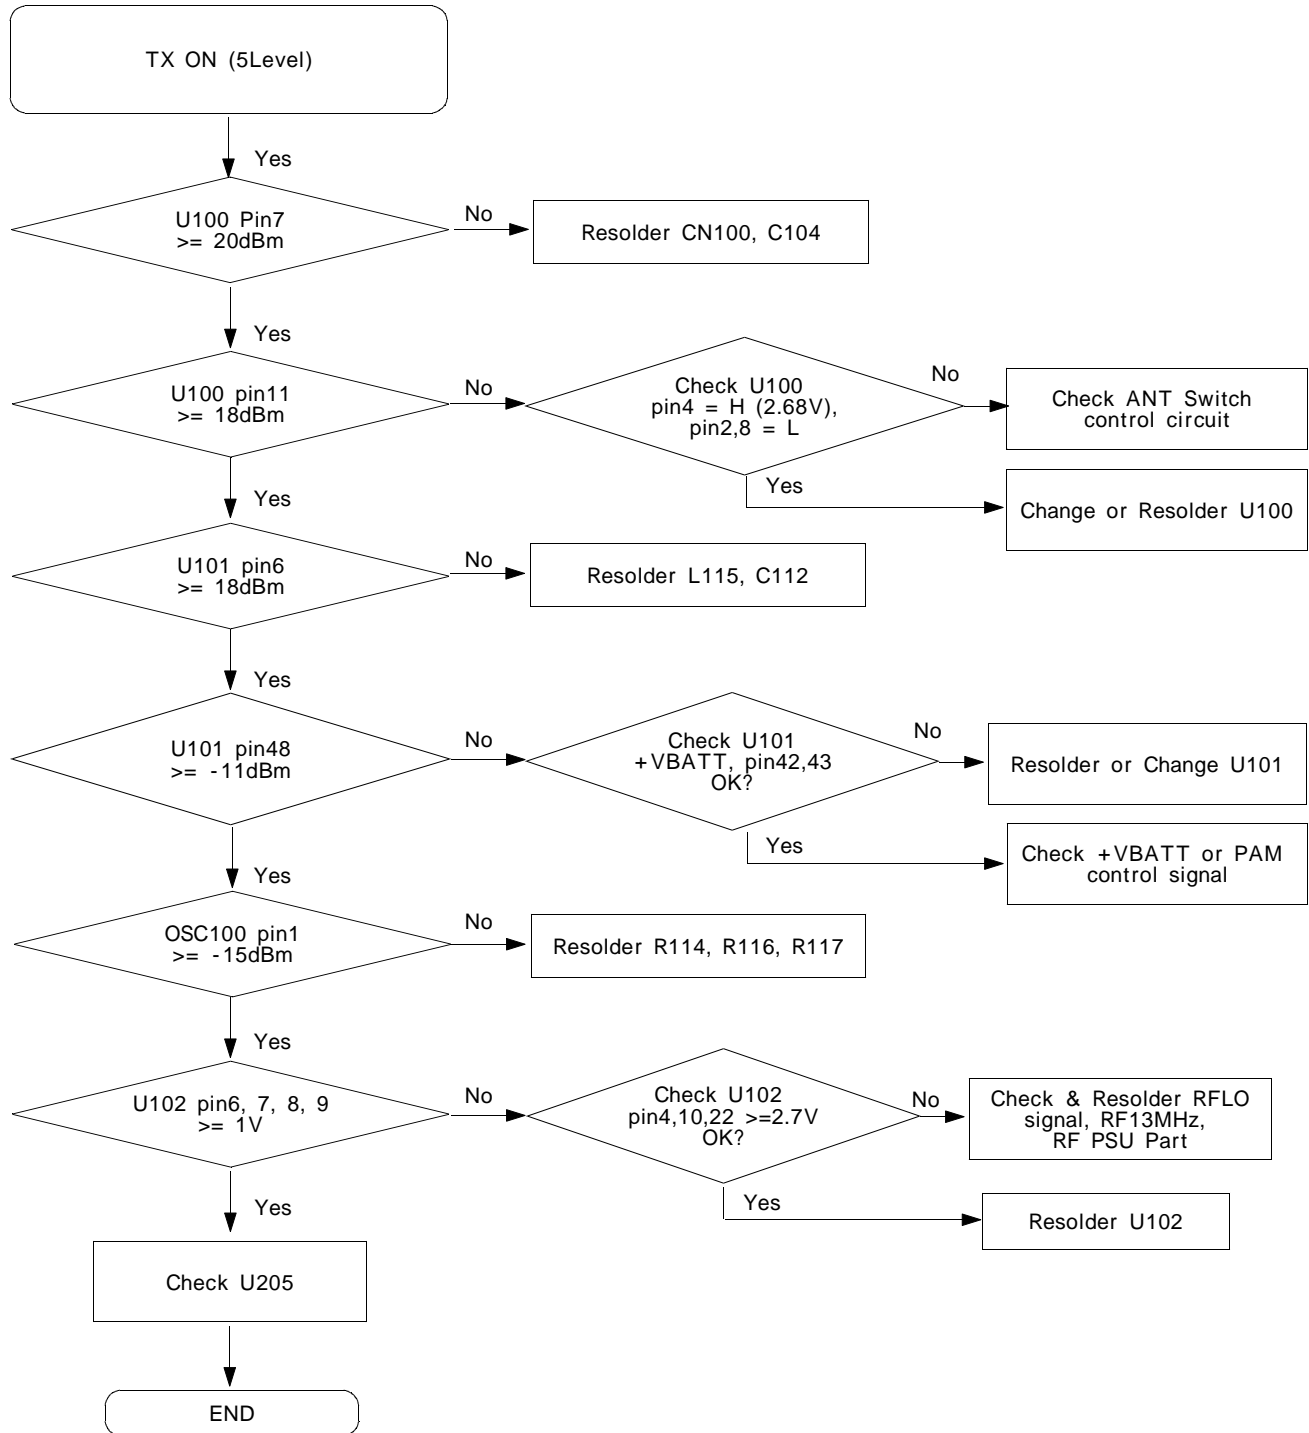 TX ON (5Level)
Yes
U100 Pin7
>= 20dBm
No
Resolder CN100, C104
Yes
U100 pin11
>= 18dBm
No
Check U100
pin4 = H (2.68V),
pin2,8 = L
No
Check ANT Switch
control circuit
Yes
Change or Resolder U100
Yes
U101 pin6
>= 18dBm
No
Resolder L115, C112
Yes
U101 pin48
>= -11dBm
No
Check U101
+VBATT, pin42,43
OK?
No
Resolder or Change U101
Yes
Check +VBATT or PAM
control signal
Yes
OSC100 pin1
>= -15dBm
No
Resolder R114, R116, R117
Yes
U102 pin6, 7, 8, 9
>= 1V
No
Check U102
pin4,10,22 >=2.7V
OK?
No
Check & Resolder RFLO
signal, RF13MHz,
RF PSU Part
Yes
Resolder U102
Yes
Check U205
END